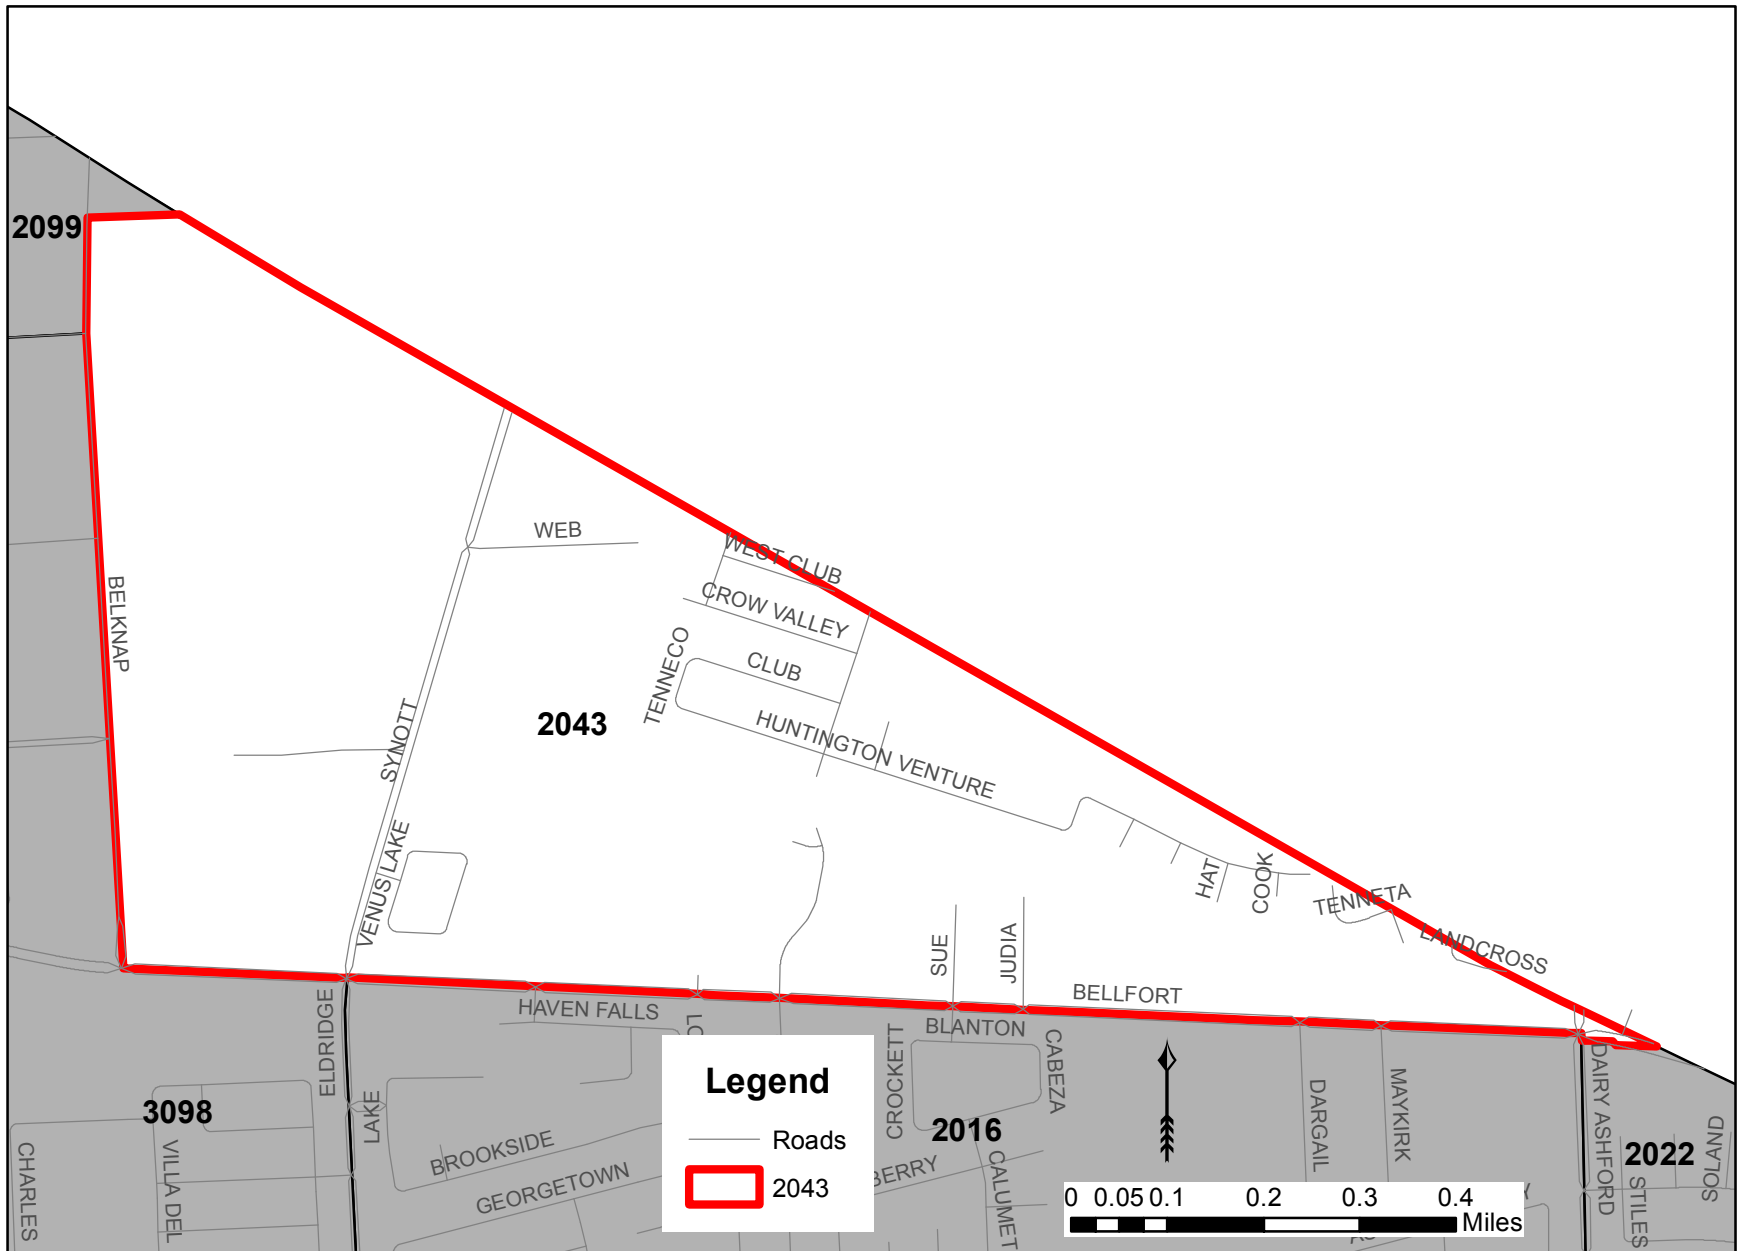 2099
WEB
WEST CLUB
CROW VALLEY
BELKNAP
TENNECO
CLUB
SYNOTT
2043
HUNTINGTON VENTURE
VENUS LAKE
HAT
COOK
TENNETA
LANDCROSS
SUE
JUDIA
BELLFORT
ELDRIDGE
HAVEN FALLS
BLANTON
CROCKETT
CABEZA
DAIRY ASHFORD
3098
LAKE
2016
DARGAIL
MAYKIRK
2022
SOLAND
CHARLES
VILLA DEL
BROOKSIDE
GEORGETOWN
BERRY
CALUMET
STILES
Legend
Roads
2043
0 0.05 0.1 0.2 0.3 0.4
Miles